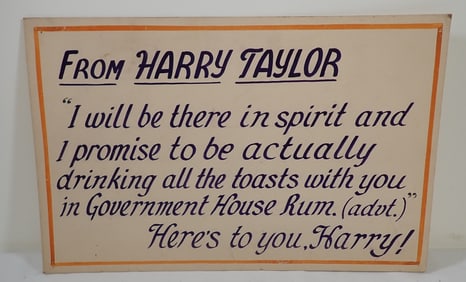 From HARRY TAYLOR
"I will be there in spirit and
I promise to be actually
drinking all the toasts with you
in Government House Rum. (advt.)"
Here's to you, Harry!